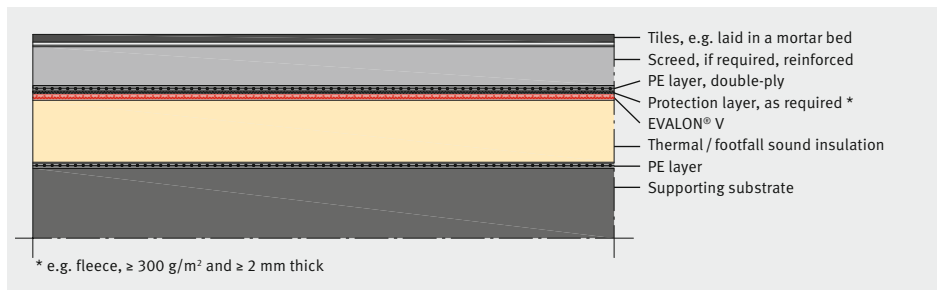 Tiles, e.g. laid in a mortar bed
Screed, if required, reinforced
PE layer, double-ply
Protection layer, as required *
EVALON® V
Thermal / footfall sound insulation
PE layer
Supporting substrate
* e.g. fleece, ≥ 300 g/m² and ≥ 2 mm thick